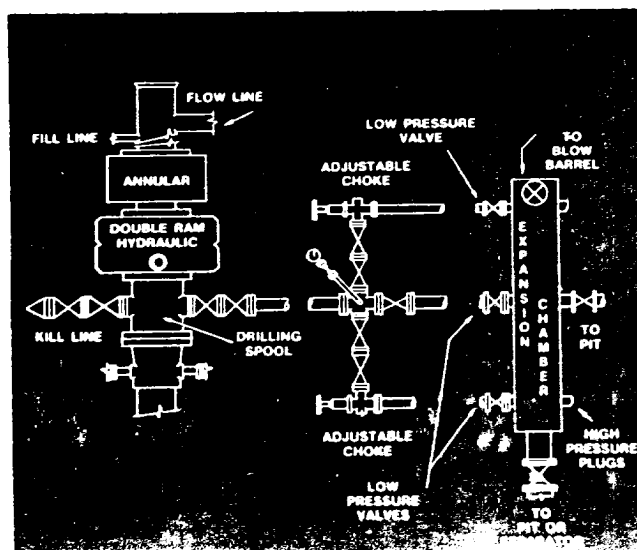 FLOW LINE
FILL LINE
ANNULAR
DOUBLE RAM
HYDRAULIC
KILL LINE
DRILLING
SPOOL
ADJUSTABLE
CHOKE
ADJUSTABLE
CHOKE
LOW PRESSURE
VALVE
TO
BLOW
BARREL
EXPANSION
CHAMBER
TO
PIT
LOW
PRESSURE
VALVES
HIGH
PRESSURE
PLUGS
TO
PIT OR
SEPARATOR